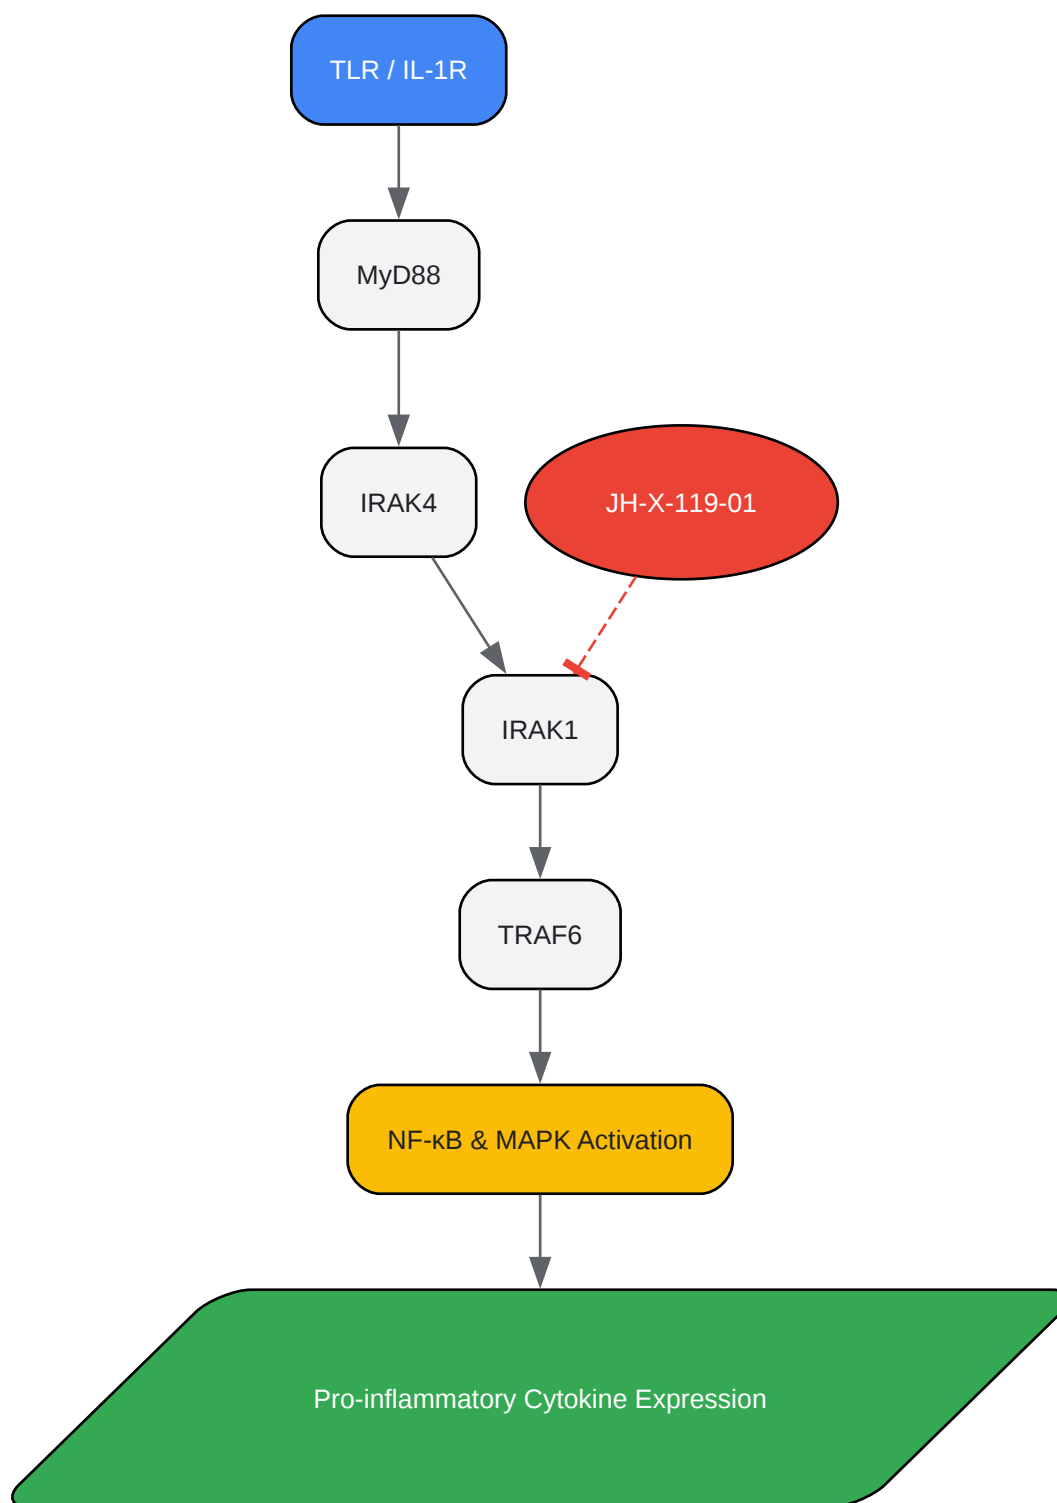 TLR / IL-1R
MyD88
IRAK4
JH-X-119-01
IRAK1
TRAF6
NF-κB & MAPK Activation
Pro-inflammatory Cytokine Expression